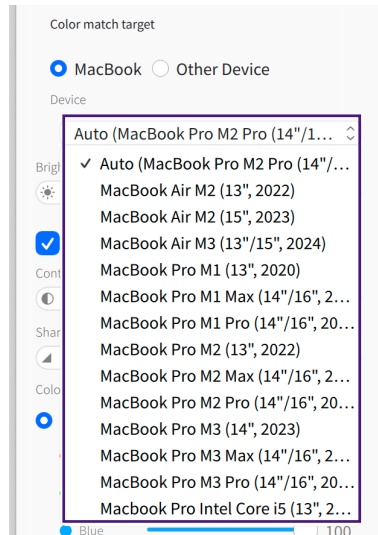 Color match target
MacBook Other Device
Device
Auto (MacBook Pro M2 Pro (14"/1…
Brigh
✓ Auto (MacBook Pro M2 Pro (14"/…
MacBook Air M2 (13", 2022)
MacBook Air M2 (15", 2023)
MacBook Air M3 (13"/15", 2024)
Cont
MacBook Pro M1 (13", 2020)
MacBook Pro M1 Max (14"/16", 2…
MacBook Pro M1 Pro (14"/16", 20…
Shar
MacBook Pro M2 (13", 2022)
MacBook Pro M2 Max (14"/16", 2…
Colo
MacBook Pro M2 Pro (14"/16", 20…
MacBook Pro M3 (14", 2023)
MacBook Pro M3 Max (14"/16", 2…
MacBook Pro M3 Pro (14"/16", 20…
Macbook Pro Intel Core i5 (13", 2…
Blue 100